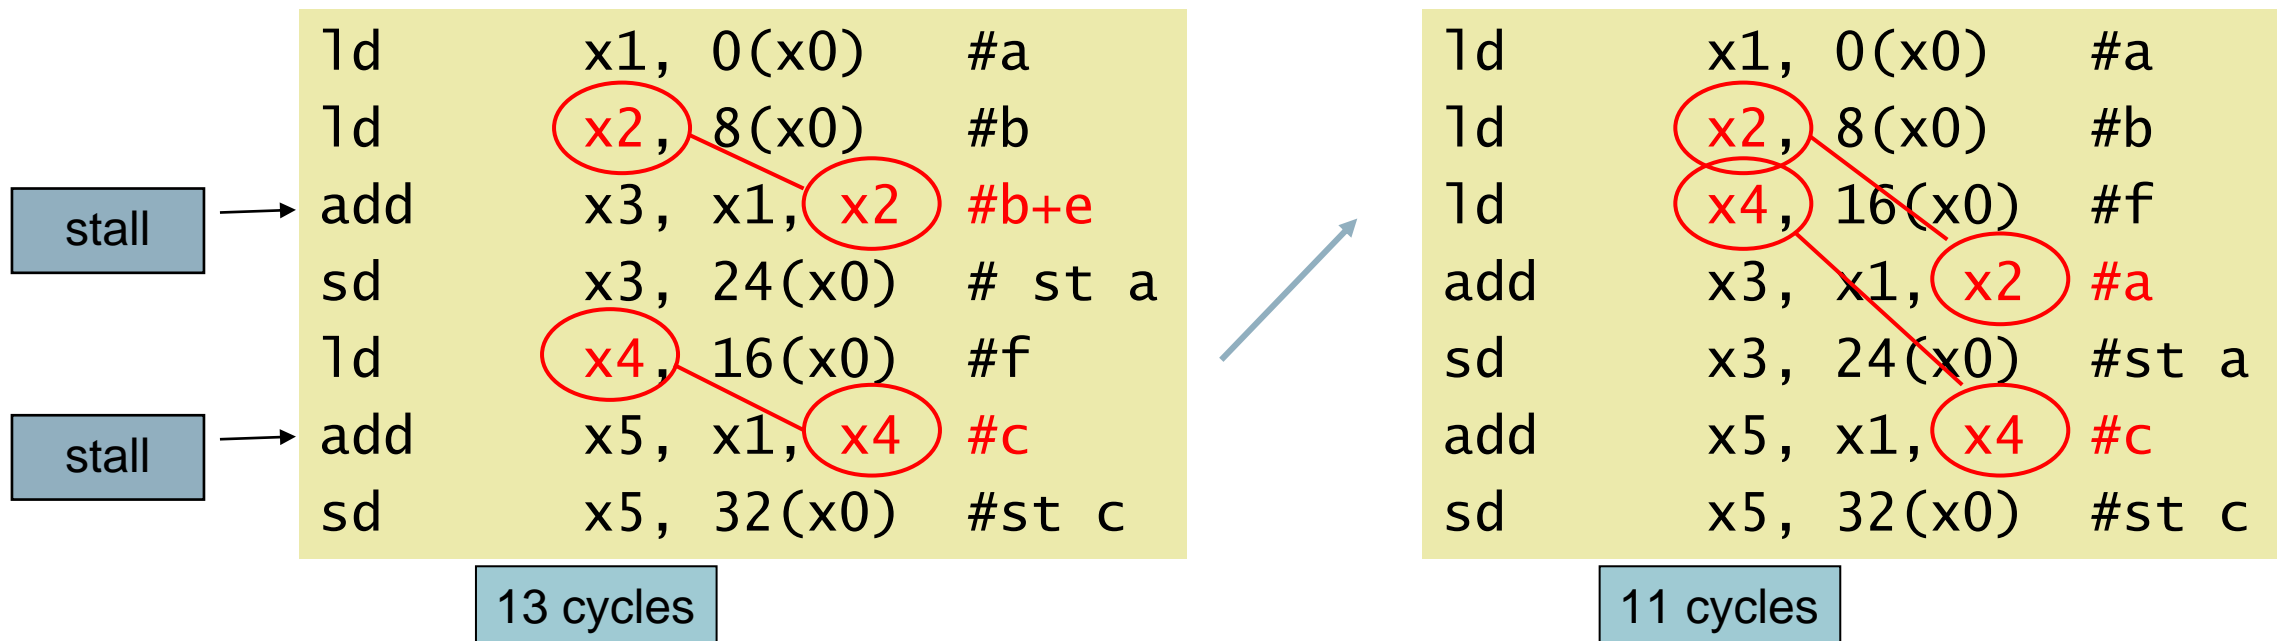 ld x1, 0(x0) #a
ld x2, 8(x0) #b
stall
add x3, x1, x2 #b+e
sd x3, 24(x0) # st a
ld x4, 16(x0) #f
stall
add x5, x1, x4 #c
sd x5, 32(x0) #st c
13 cycles
ld x1, 0(x0) #a
ld x2, 8(x0) #b
ld x4, 16(x0) #f
add x3, x1, x2 #a
sd x3, 24(x0) #st a
add x5, x1, x4 #c
sd x5, 32(x0) #st c
11 cycles